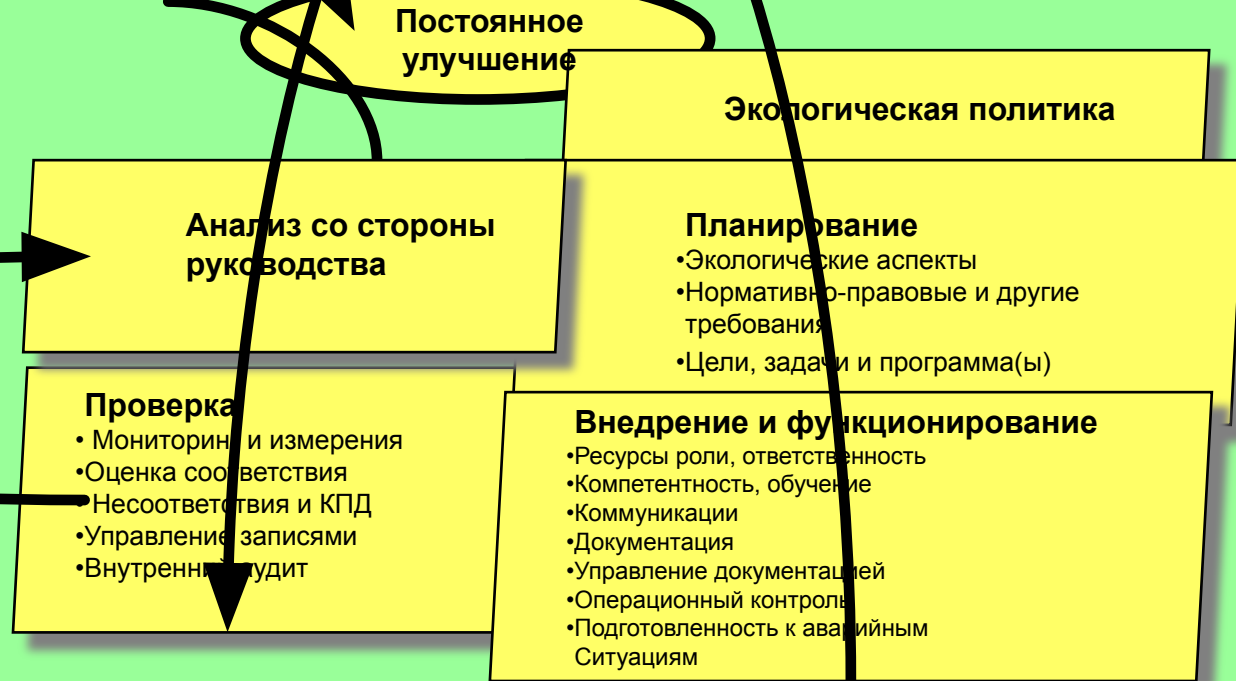 Постоянное
улучшение
Экологическая политика
Анализ со стороны
руководства
Планирование
•Экологические аспекты
•Нормативно-правовые и другие
требования
•Цели, задачи и программа(ы)
Проверка
• Мониторинг и измерения
•Оценка соответствия
• Несоответствия и КПД
•Управление записями
•Внутренний аудит
Внедрение и функционирование
•Ресурсы роли, ответственность
•Компетентность, обучение
•Коммуникации
•Документация
•Управление документацией
•Операционный контроль
•Подготовленность к аварийным
Ситуациям